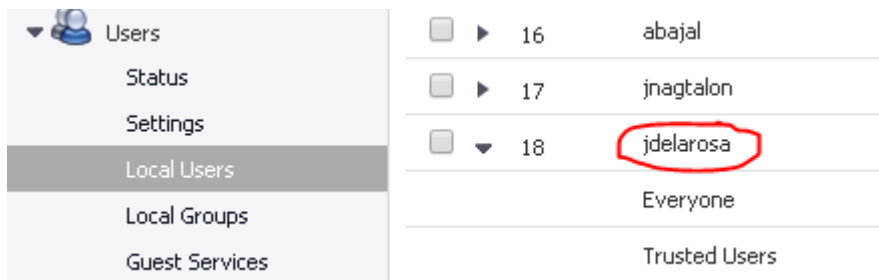 Users
Status
Settings
Local Users
Local Groups
Guest Services
16 abajal
17 jnagtalon
18 jdelarosa
Everyone
Trusted Users